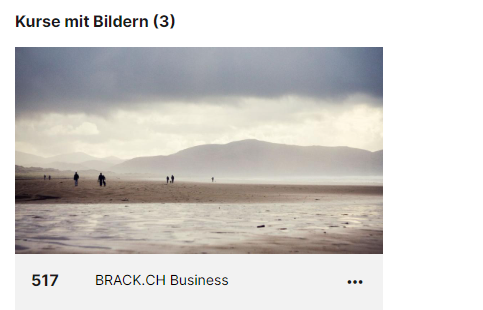 Kurse mit Bildern (3)
517 BRACK.CH Business